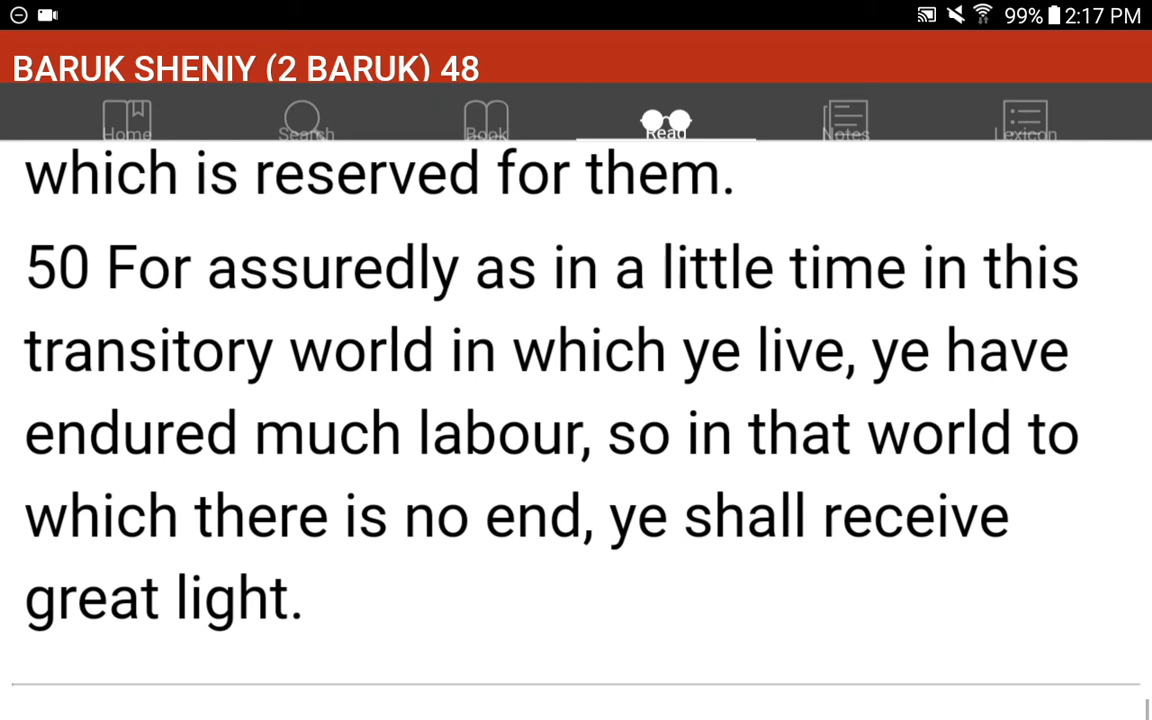 99% 2:17 PM
BARUK SHENIY (2 BARUK) 48
Home Search Book Read Notes Lexicon
which is reserved for them.
50 For assuredly as in a little time in this
transitory world in which ye live, ye have
endured much labour, so in that world to
which there is no end, ye shall receive
great light.